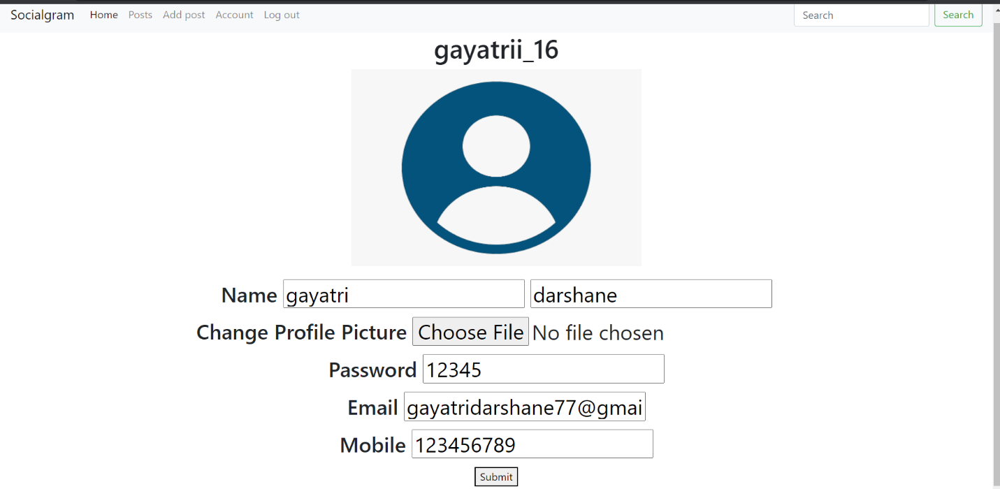 Socialgram Home Posts Add post Account Log out Search Search
gayatrii_16
Name gayatri darshane
Change Profile Picture Choose File No file chosen
Password 12345
Email gayatridarshane77@gmai
Mobile 123456789
Submit